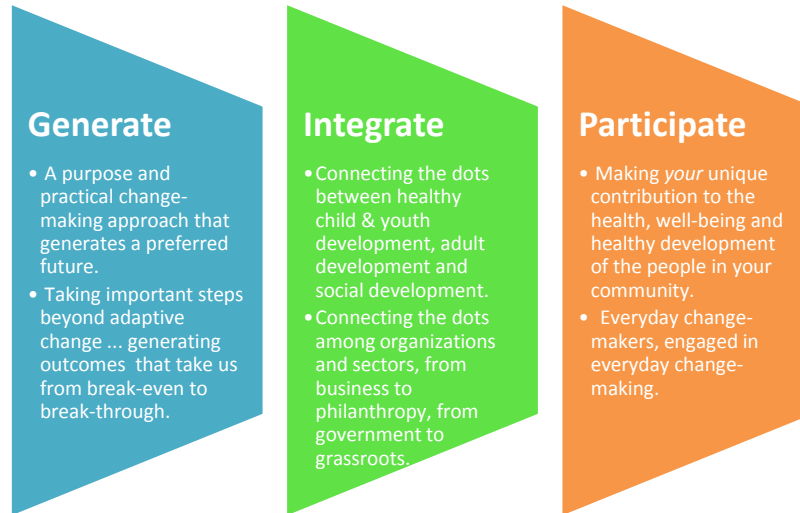 Generate
• A purpose and
practical change-
making approach that
generates a preferred
future.
• Taking important steps
beyond adaptive
change ... generating
outcomes  that take us
from break-even to
break-through.
Integrate
•Connecting the dots
between healthy
child & youth
development, adult
development and
social development.
•Connecting the dots
among organizations
and sectors, from
business to
philanthropy, from
government to
grassroots.
Participate
• Making your unique
contribution to the
health, well-being and
healthy development
of the people in your
community.
•  Everyday change-
makers, engaged in
everyday change-
making.